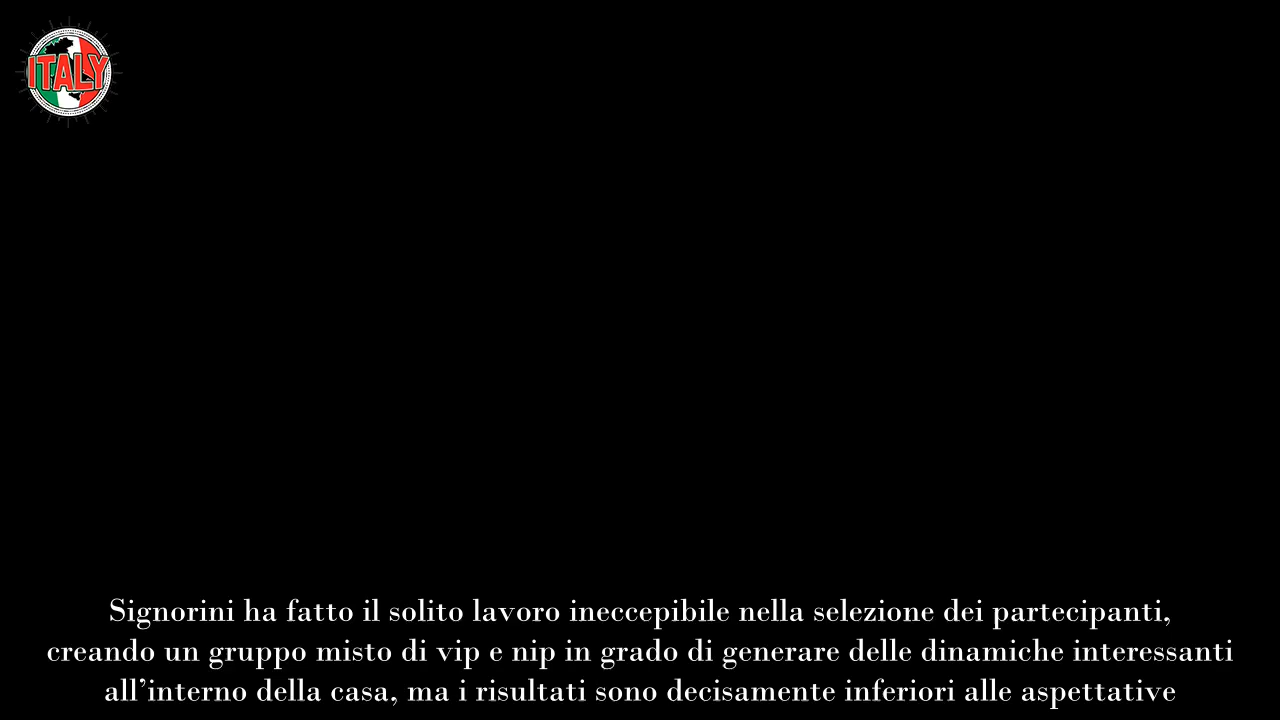 ITALY
Signorini ha fatto il solito lavoro ineccepibile nella selezione dei partecipanti,
creando un gruppo misto di vip e nip in grado di generare delle dinamiche interessanti
all’interno della casa, ma i risultati sono decisamente inferiori alle aspettative